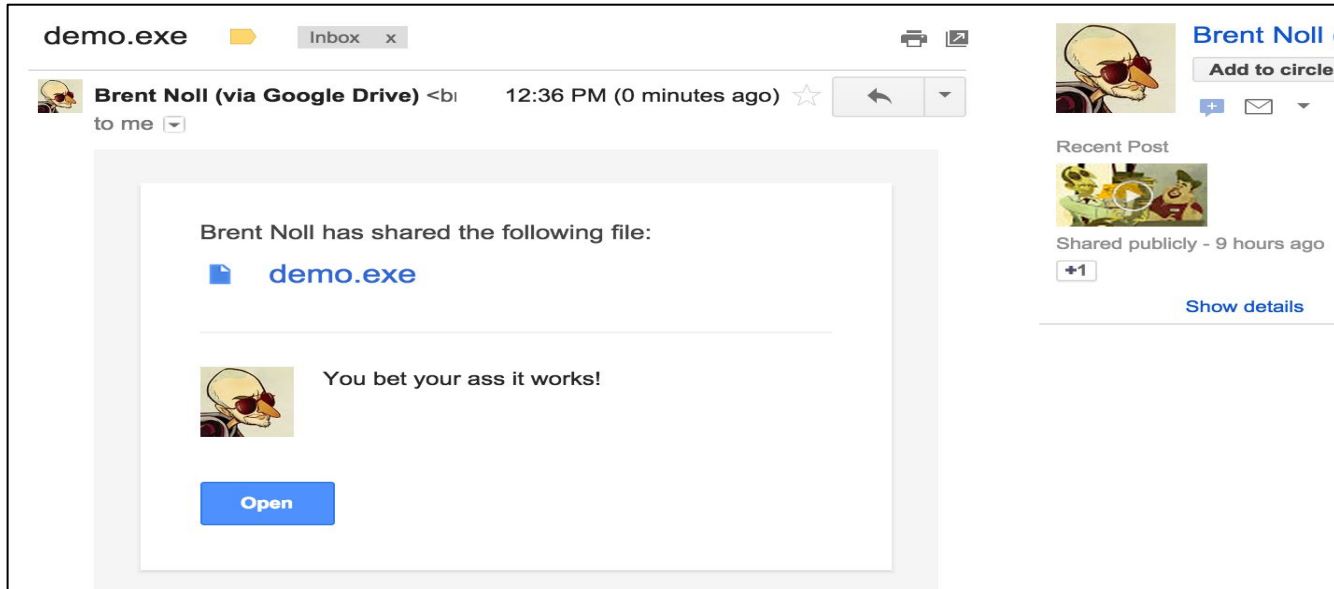 demo.exe Inbox x
Brent Noll (via Google Drive) 12:36 PM (0 minutes ago)
to me
Brent Noll has shared the following file:
demo.exe
You bet your ass it works!
Open
Brent Noll
Add to circle
Recent Post
Shared publicly - 9 hours ago
+1
Show details